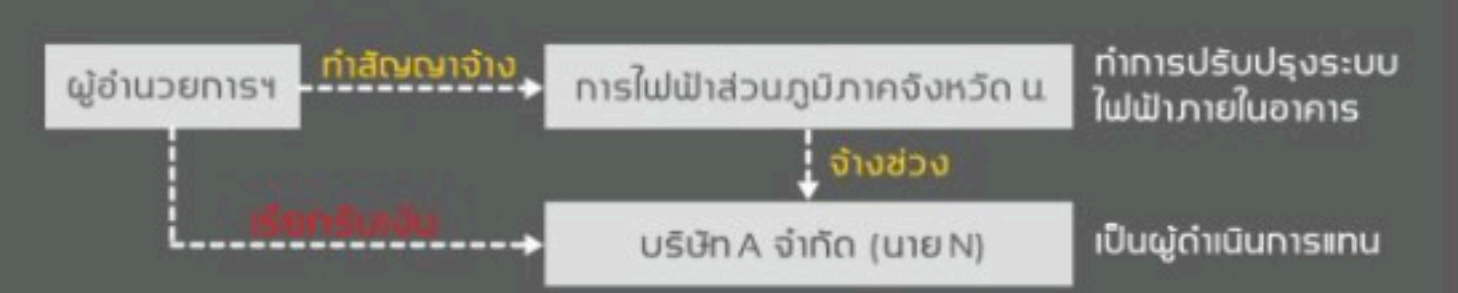 ผู้อำนวยการฯ
ทำสัญญาจ้าง
การไฟฟ้าส่วนภูมิภาคจังหวัด น.
ทำการปรับปรุงระบบ
ไฟฟ้าภายในอาคาร
จ้างช่วง
เรียกรับเงิน
บริษัท A จำกัด (นาย N)
เป็นผู้ดำเนินการแทน